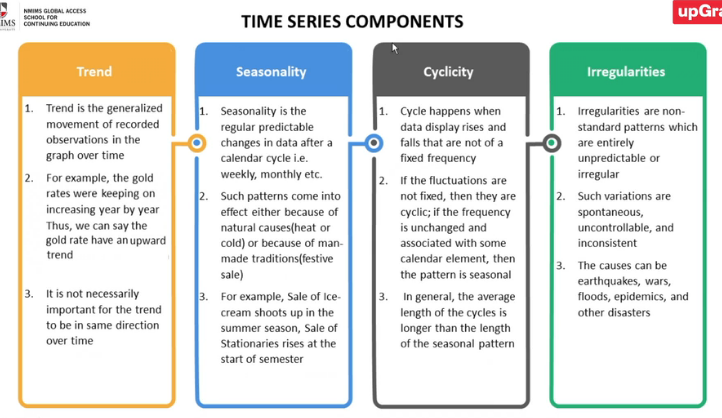 NMIMS GLOBAL ACCESS
SCHOOL FOR
CONTINUING EDUCATION
TIME SERIES COMPONENTS
Trend
1. Trend is the generalized
movement of recorded
observations in the
graph over time
2. For example, the gold
rates were keeping on
increasing year by year
Thus, we can say the
gold rate have an upward
trend
3. It is not necessarily
important for the trend
to be in same direction
over time
Seasonality
1. Seasonality is the
regular predictable
changes in data after a
calendar cycle i.e.
weekly, monthly etc.
2. Such patterns come into
effect either because of
natural causes(heat or
cold) or because of man-
made traditions(festive
sale)
3. For example, Sale of Ice-
cream shoots up in the
summer season, Sale of
Stationaries rises at the
start of semester
Cyclicity
1. Cycle happens when
data display rises and
falls that are not of a
fixed frequency
2. If the fluctuations are
not fixed, then they are
cyclic; if the frequency
is unchanged and
associated with some
calendar element, then
the pattern is seasonal
3. In general, the average
length of the cycles is
longer than the length
of the seasonal pattern
Irregularities
1. Irregularities are non-
standard patterns which
are entirely
unpredictable or
irregular
2. Such variations are
spontaneous,
uncontrollable, and
inconsistent
3. The causes can be
earthquakes, wars,
floods, epidemics, and
other disasters